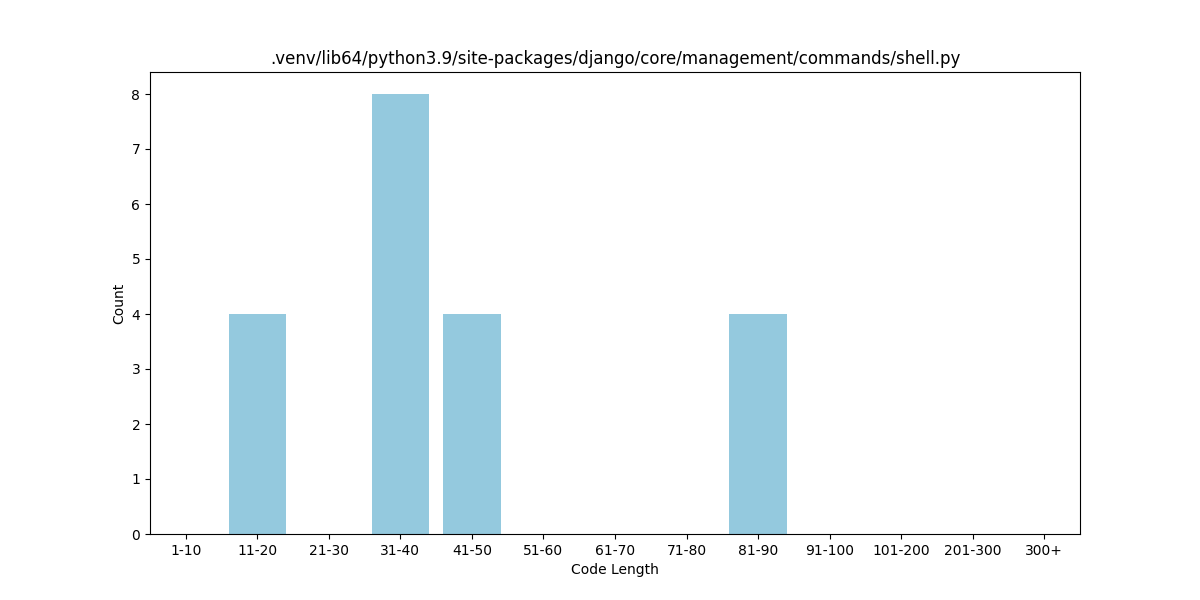 .venv/lib64/python3.9/site-packages/django/core/management/commands/shell.py
8
7
6
5
4
3
2
1
0
Count
1-10 11-20 21-30 31-40 41-50 51-60 61-70 71-80 81-90 91-100 101-200 201-300 300+
Code Length